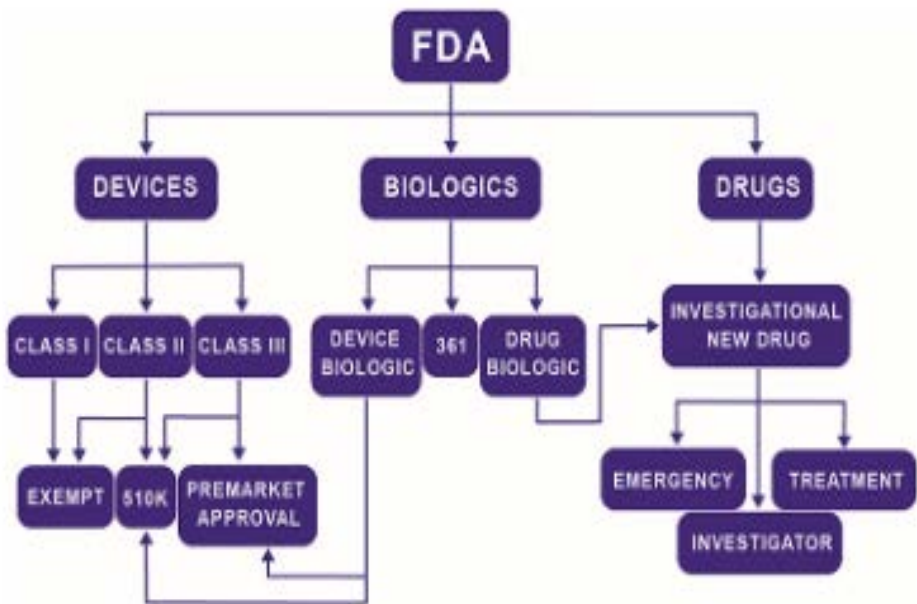 FDA
DEVICES
BIOLOGICS
DRUGS
CLASS I
CLASS II
CLASS III
DEVICE
BIOLOGIC
361
DRUG
BIOLOGIC
INVESTIGATIONAL
NEW DRUG
EXEMPT
510K
PREMARKET
APPROVAL
EMERGENCY
TREATMENT
INVESTIGATOR